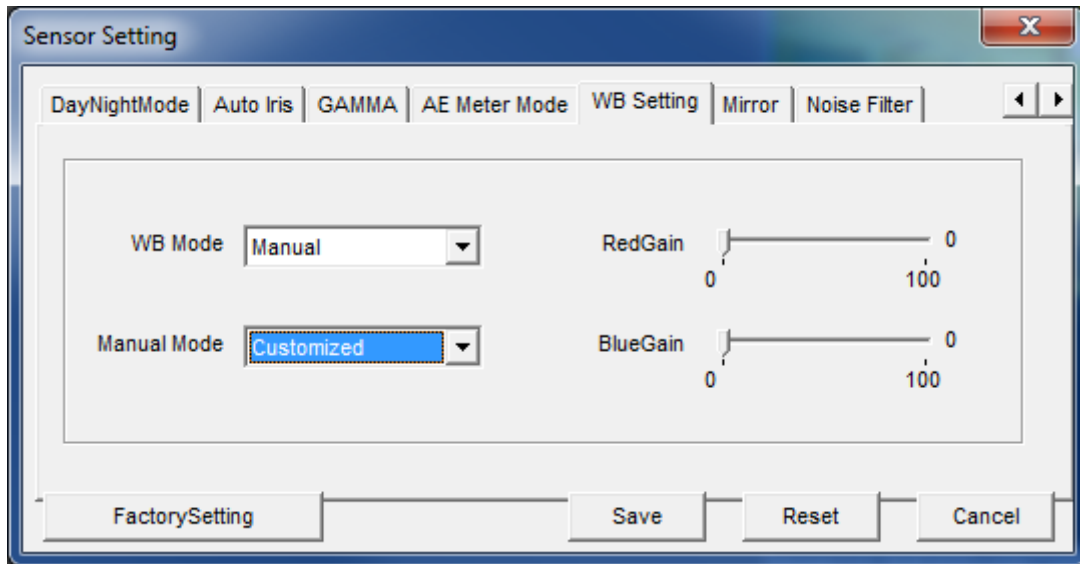 Sensor Setting
DayNightMode Auto Iris GAMMA AE Meter Mode WB Setting Mirror Noise Filter
WB Mode Manual RedGain 0
0 100
Manual Mode Customized BlueGain 0
0 100
FactorySetting Save Reset Cancel